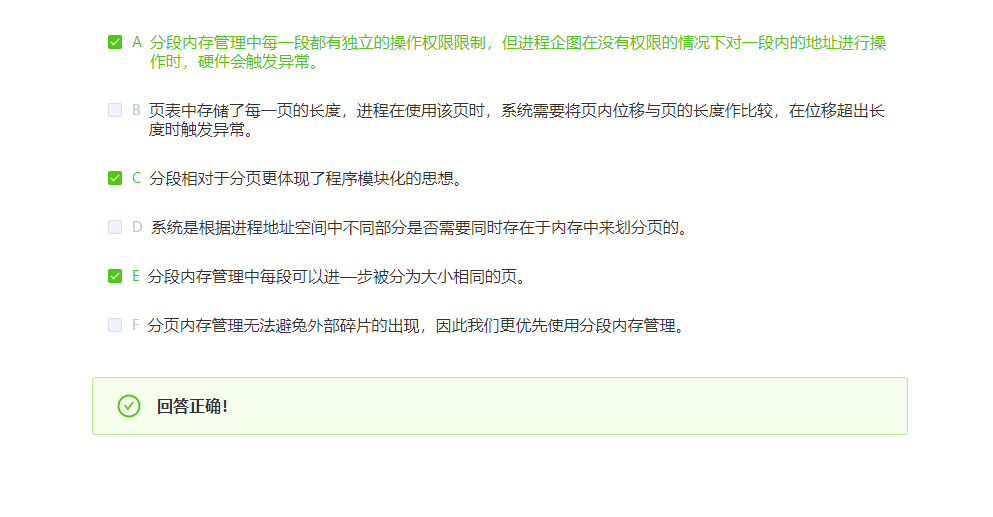 A 分段内存管理中每一段都有独立的操作权限限制，但进程企图在没有权限的情况下对一段内的地址进行操
作时，硬件会触发异常。
B 页表中存储了每一页的长度，进程在使用该页时，系统需要将页内位移与页的长度作比较，在位移超出长
度时触发异常。
C 分段相对于分页更体现了程序模块化的思想。
D 系统是根据进程地址空间中不同部分是否需要同时存在于内存中来划分页的。
E 分段内存管理中每段可以进一步被分为大小相同的页。
F 分页内存管理无法避兔外部碎片的出现，因此我们更优先使用分段内存管理。
回答正确！